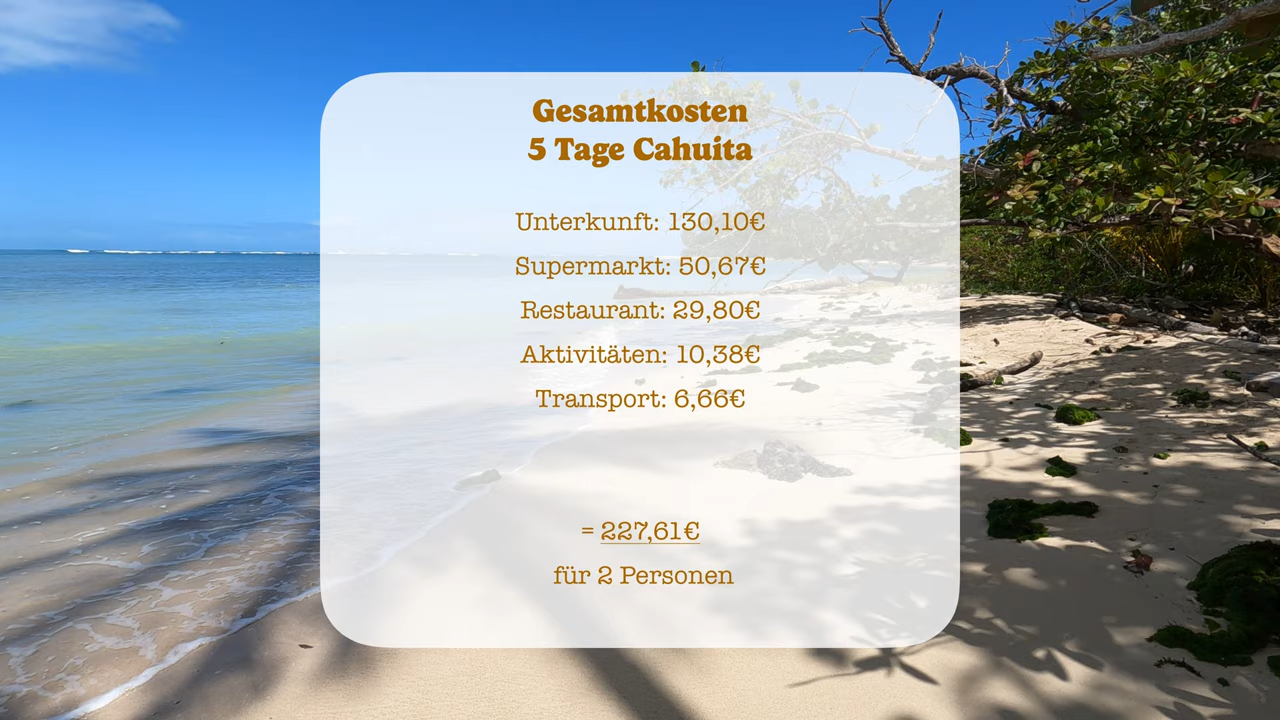 Gesamtkosten
5 Tage Cahuita
Unterkunft: 130,10€
Supermarkt: 50,67€
Restaurant: 29,80€
Aktivitäten: 10,38€
Transport: 6,66€
= 227,61€
für 2 Personen